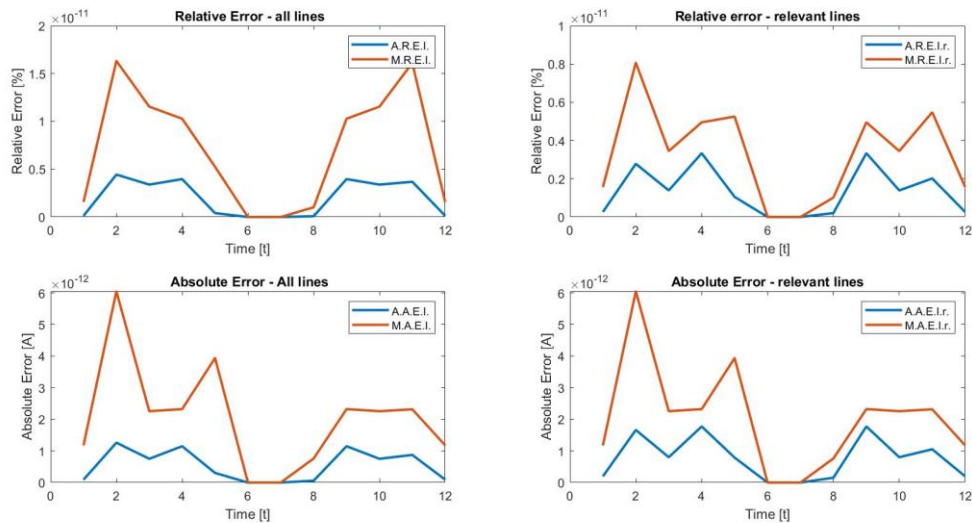 Relative Error - all lines
×10⁻¹¹
2
1.5
1
0.5
0
Relative Error [%]
A.R.E.I.
M.R.E.I.
0 2 4 6 8 10 12
Time [t]
Relative error - relevant lines
×10⁻¹¹
1
0.8
0.6
0.4
0.2
0
Relative Error [%]
A.R.E.I.r.
M.R.E.I.r.
0 2 4 6 8 10 12
Time [t]
Absolute Error - All lines
×10⁻¹²
6
5
4
3
2
1
0
Absolute Error [A]
A.A.E.I.
M.A.E.I.
0 2 4 6 8 10 12
Time [t]
Absolute Error - relevant lines
×10⁻¹²
6
5
4
3
2
1
0
Absolute Error [A]
A.A.E.I.r.
M.A.E.I.r.
0 2 4 6 8 10 12
Time [t]